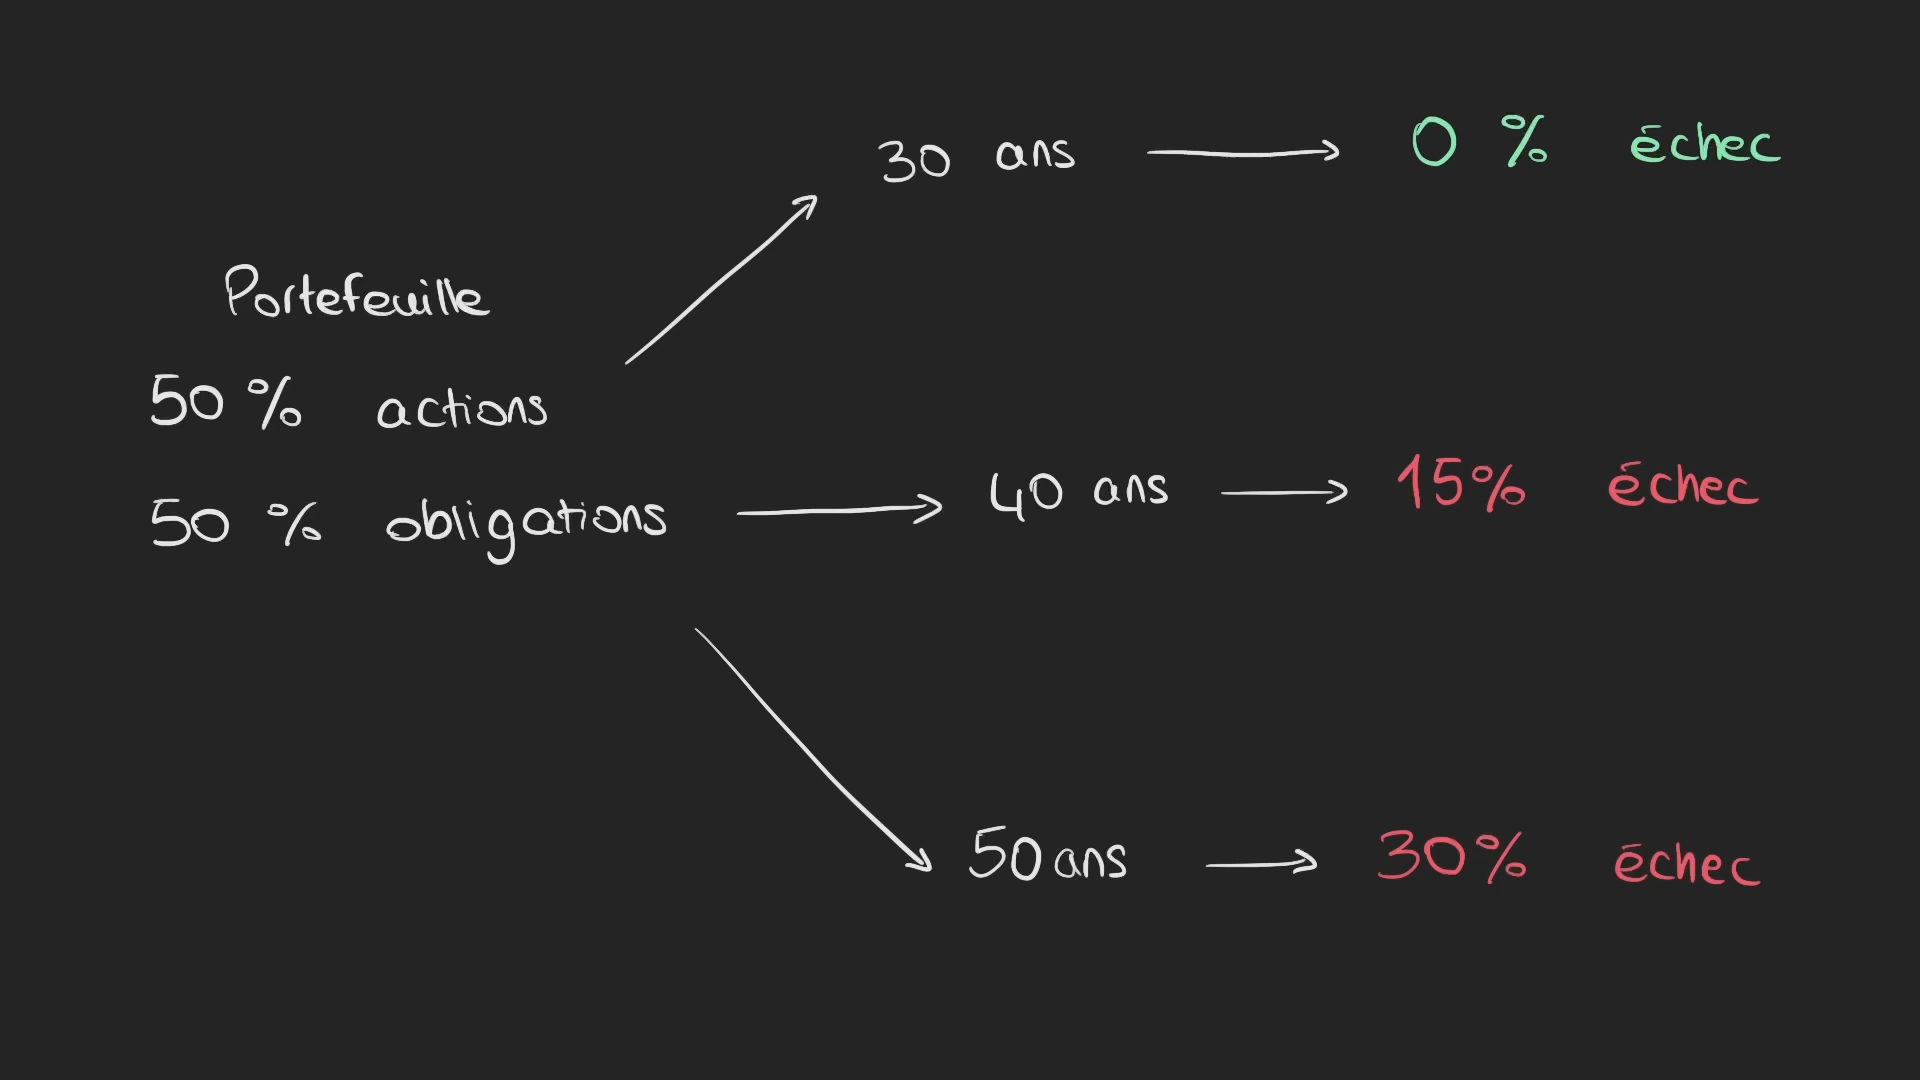 30 ans → 0 % échec
Portefeuille
50 % actions
50 % obligations → 40 ans → 15% échec
50 ans → 30% échec